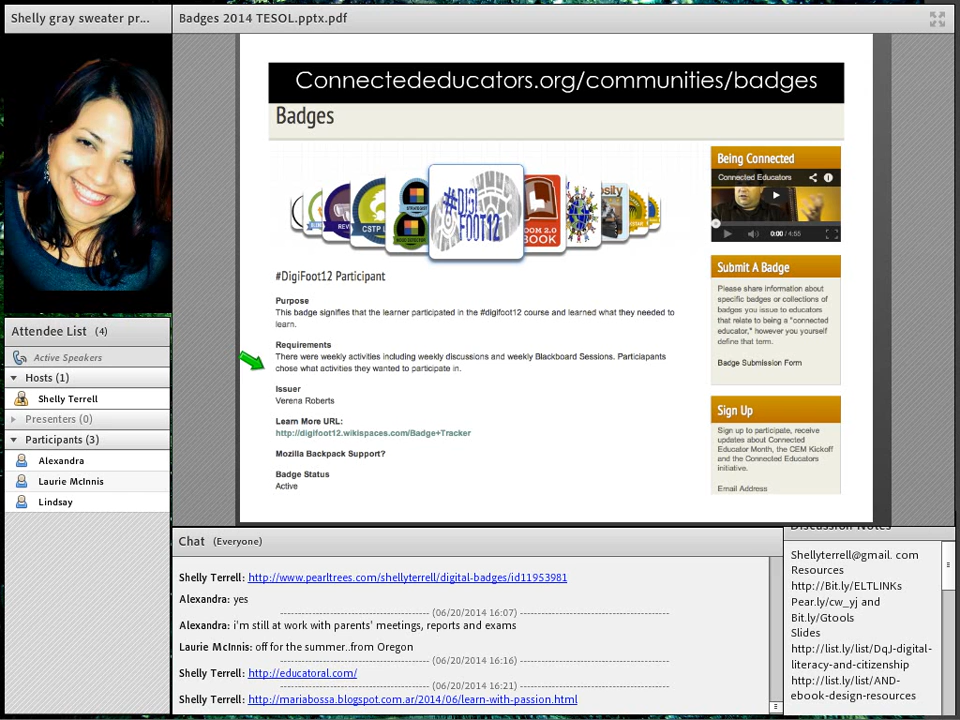 Shelly gray sweater pr...
Badges 2014 TESOL.pptx.pdf
Connectededucators.org/communities/badges
Badges
REVI
CSTP L
#DIGI
FOOT12
OOM 2.0
BOOK
osity
#DigiFoot12 Participant
Purpose
This badge signifies that the learner participated in the #digifoot12 course and learned what they needed to
learn.
Requirements
There were weekly activities including weekly discussions and weekly Blackboard Sessions. Participants
chose what activities they wanted to participate in.
Issuer
Verena Roberts
Learn More URL:
http://digifoot12.wikispaces.com/Badge+Tracker
Mozilla Backpack Support?
Badge Status
Active
Being Connected
Connected Educators
0:00 / 4:55
Submit A Badge
Please share information about
specific badges or collections of
badges you issue to educators
that relate to being a "connected
educator," however you yourself
define that term.
Badge Submission Form
Sign Up
Sign up to participate, receive
updates about Connected
Educator Month, the CEM Kickoff
and the Connected Educators
initiative.
Email Address
Attendee List (4)
Active Speakers
Hosts (1)
Shelly Terrell
Presenters (0)
Participants (3)
Alexandra
Laurie McInnis
Lindsay
Chat (Everyone)
Shelly Terrell: http://www.pearltrees.com/shellyterrell/digital-badges/id11953981
Alexandra: yes
(06/20/2014 16:07)
Alexandra: i'm still at work with parents' meetings, reports and exams
Laurie McInnis: off for the summer..from Oregon
(06/20/2014 16:16)
Shelly Terrell: http://educatoral.com/
(06/20/2014 16:21)
Shelly Terrell: http://mariabossa.blogspot.com.ar/2014/06/learn-with-passion.html
Discussion Notes
Shellyterrell@gmail. com
Resources
http://Bit.ly/ELTLINKs
Pear.ly/cw_yj and
Bit.ly/Gtools
Slides
http://list.ly/list/DqJ-digital-
literacy-and-citizenship
http://list.ly/list/AND-
ebook-design-resources